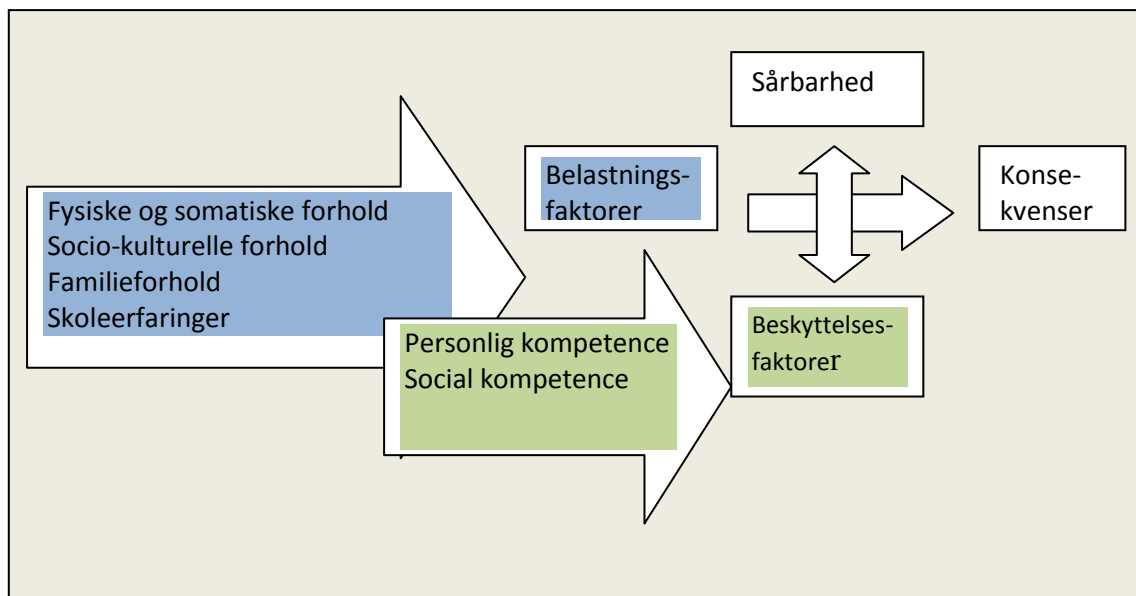 Sårbarhed
Belastnings-
faktorer
Konse-
kvenser
Fysiske og somatiske forhold
Socio-kulturelle forhold
Familieforhold
Skoleerfaringer
Personlig kompetence
Social kompetence
Beskyttelses-
faktorer